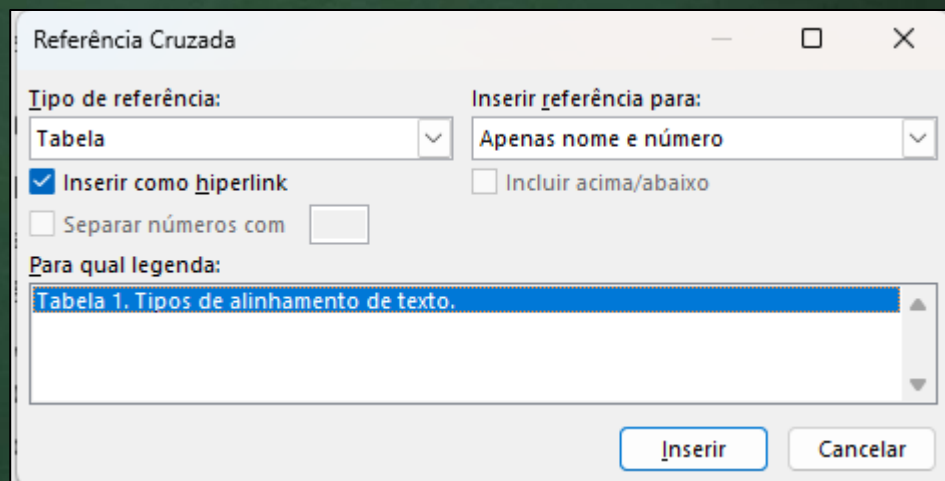 Referência Cruzada
Tipo de referência:
Inserir referência para:
Tabela
Apenas nome e número
Inserir como hiperlink
Incluir acima/abaixo
Separar números com
Para qual legenda:
Tabela 1. Tipos de alinhamento de texto.
Inserir
Cancelar